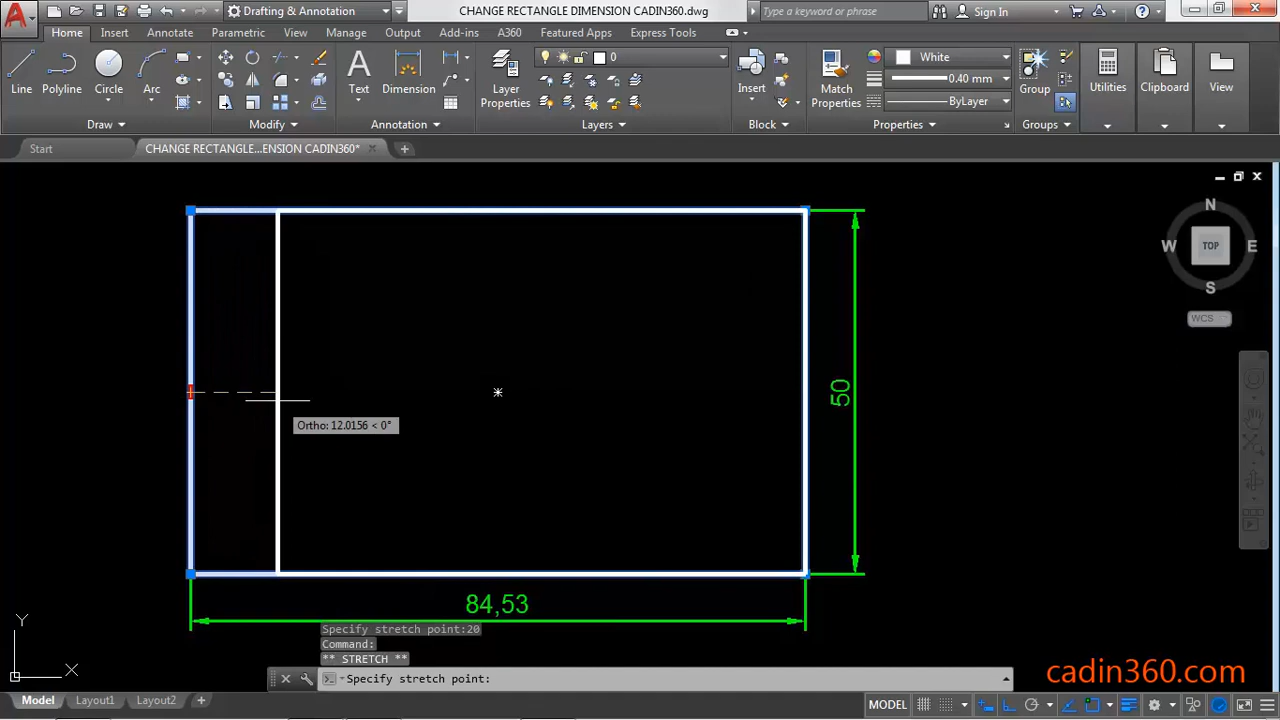 Drafting & Annotation
CHANGE RECTANGLE DIMENSION CADIN360.dwg
Type a keyword or phrase
Sign In
Home Insert Annotate Parametric View Manage Output Add-ins A360 Featured Apps Express Tools
0
White
0.40 mm
ByLayer
Line Polyline Circle Arc
Text Dimension
Layer Properties
Insert
Match Properties
Group
Utilities Clipboard View
Draw Modify Annotation Layers Block Properties Groups
Start CHANGE RECTANGLE...ENSION CADIN360*
N
W TOP E
S
WCS
50
Ortho: 12.0156 < 0°
84,53
Specify stretch point:20
Command:
** STRETCH **
Specify stretch point:
Y
X
cadin360.com
Model Layout1 Layout2
MODEL